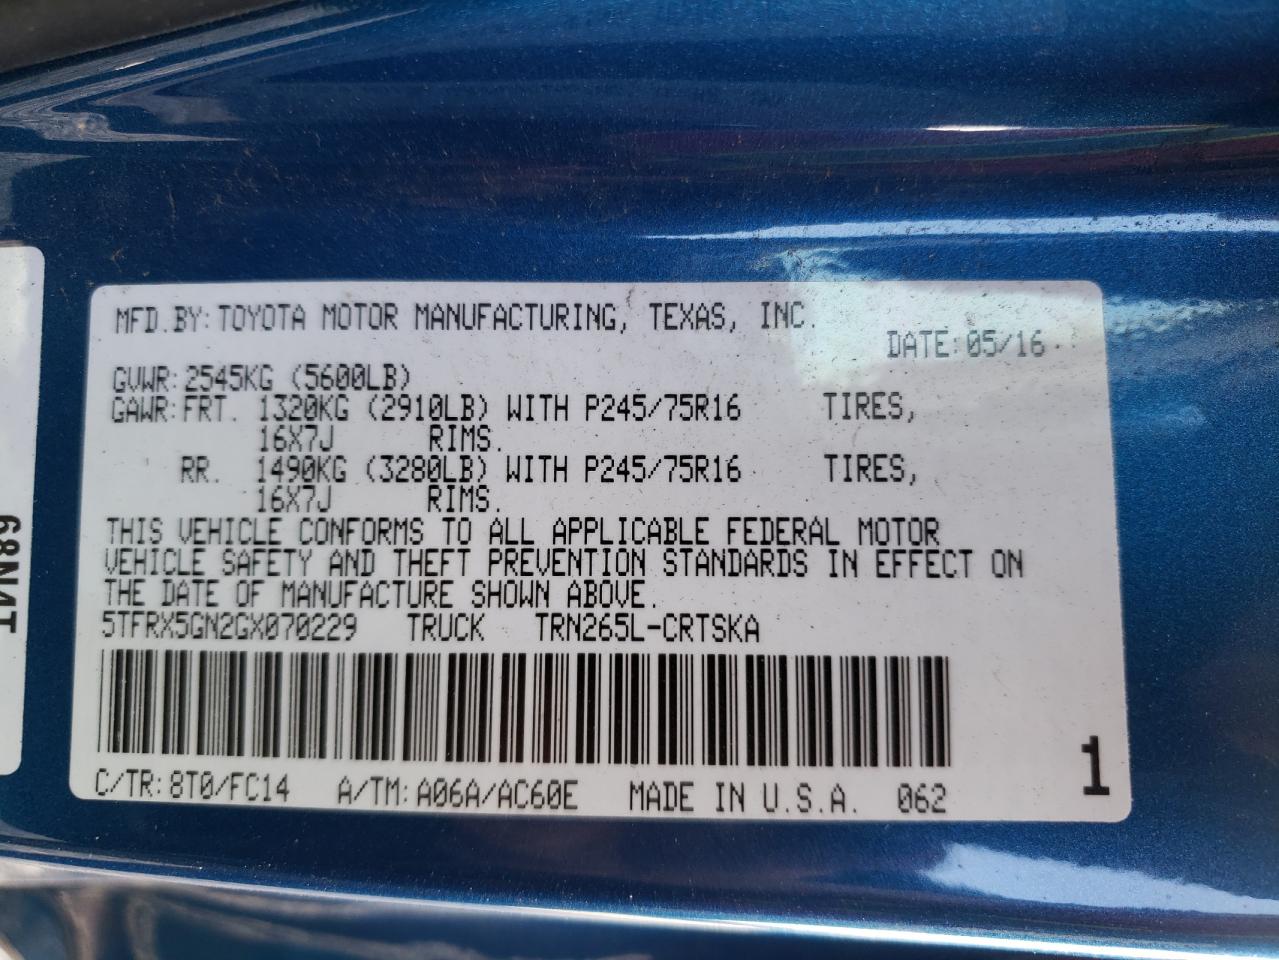 MFD.BY:TOYOTA MOTOR MANUFACTURING, TEXAS, INC.
DATE:05/16
GVWR:2545KG (5600LB)
GAWR:FRT. 1320KG (2910LB) WITH P245/75R16 TIRES,
16X7J RIMS.
RR. 1490KG (3280LB) WITH P245/75R16 TIRES,
16X7J RIMS.
THIS VEHICLE CONFORMS TO ALL APPLICABLE FEDERAL MOTOR
VEHICLE SAFETY AND THEFT PREVENTION STANDARDS IN EFFECT ON
THE DATE OF MANUFACTURE SHOWN ABOVE.
5TFRX5GN2GX070229 TRUCK TRN265L-CRTSKA
C/TR:8T0/FC14 A/TM:A06A/AC60E MADE IN U.S.A. 062
1